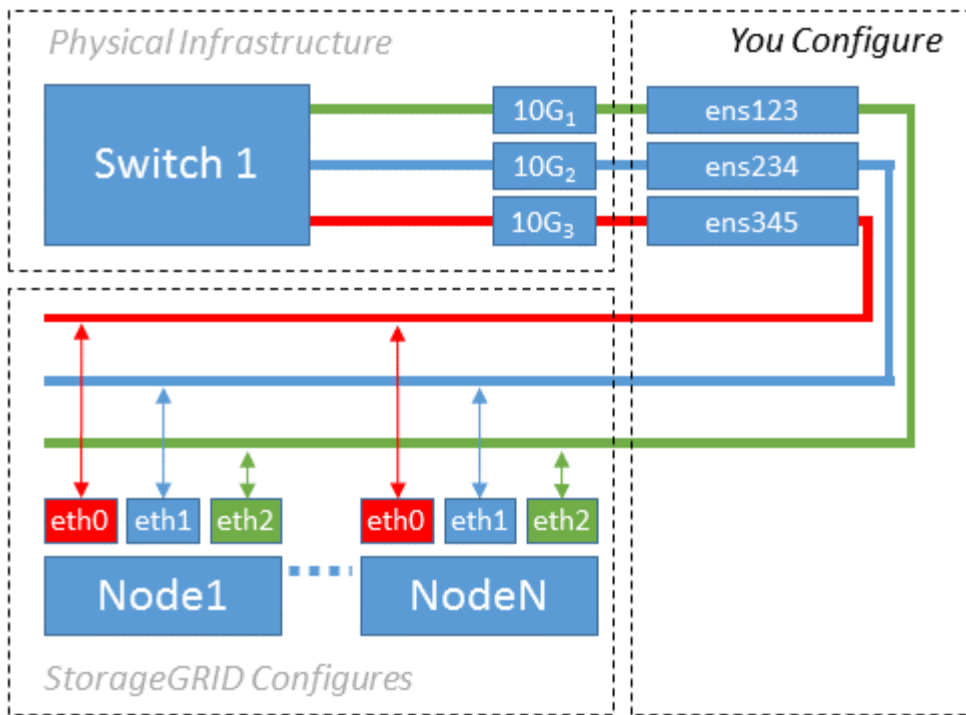 Physical Infrastructure
You Configure
Switch 1
10G₁
ens123
10G₂
ens234
10G₃
ens345
eth0
eth1
eth2
eth0
eth1
eth2
Node1
NodeN
StorageGRID Configures